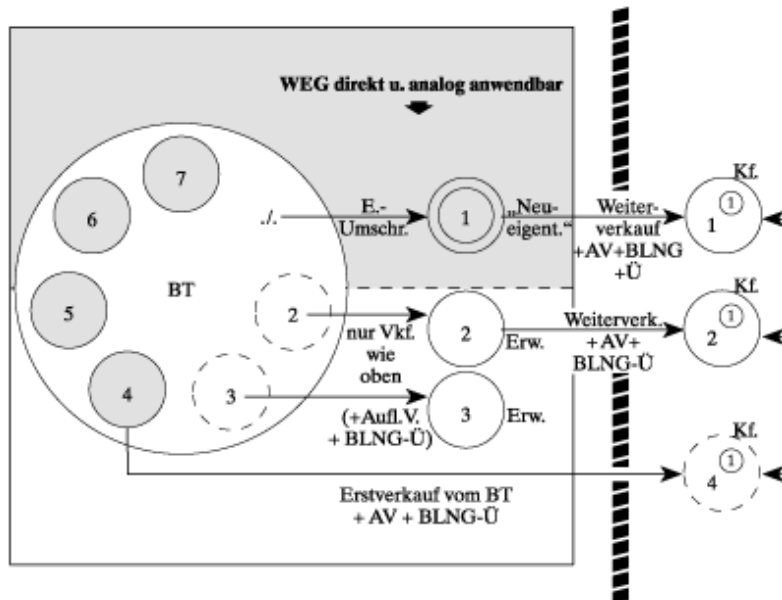 WEG direkt u. analog anwendbar
Kf.
7
6
./.
E.-
Umschr.
1
„Neu-
eigent.“
Weiter-
verkauf
+AV+BLNG
+Ü
1
1
BT
Kf.
5
2
nur Vkf.
wie
oben
2
Erw.
Weiterverk.
+AV+
BLNG-Ü
1
2
4
3
(+Aufl.V.
+ BLNG-Ü)
3
Erw.
Kf.
1
4
Erstverkauf vom BT
+ AV + BLNG-Ü